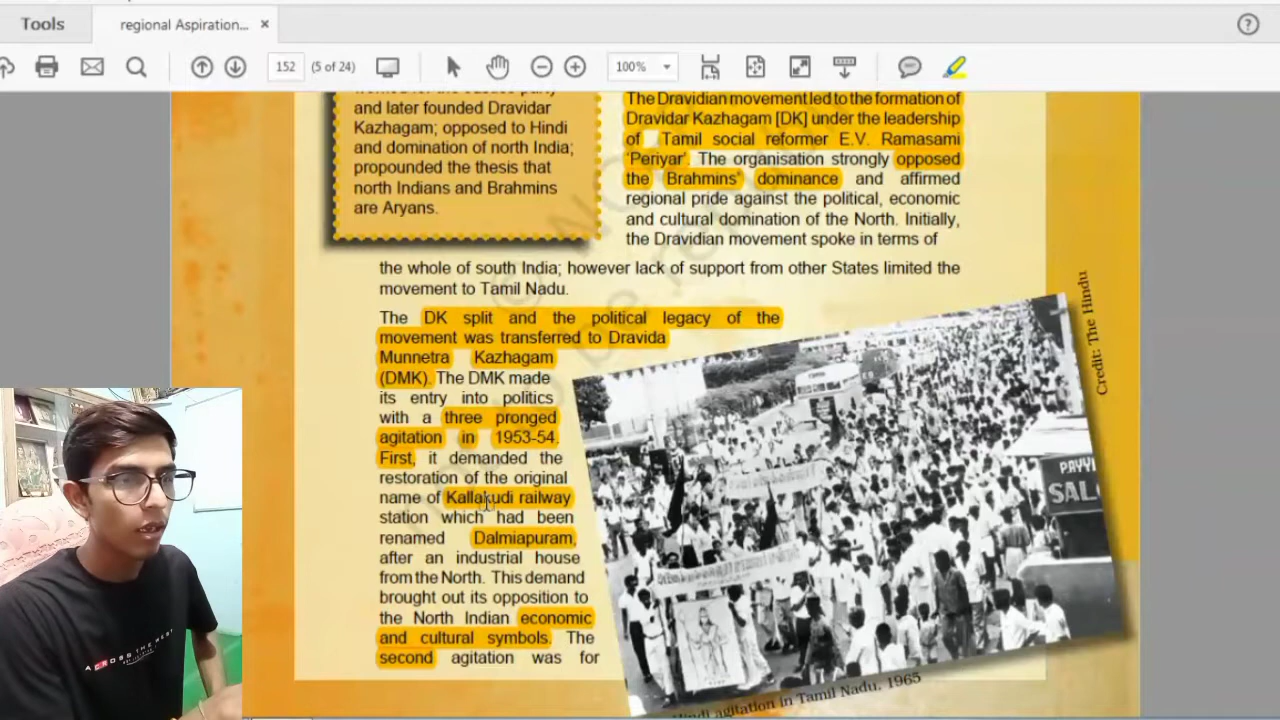 Tools
regional Aspiration...
152
(5 of 24)
100%
and later founded Dravidar
Kazhagam; opposed to Hindi
and domination of north India;
propounded the thesis that
north Indians and Brahmins
are Aryans.
The Dravidian movement led to the formation of
Dravidar Kazhagam [DK] under the leadership
of Tamil social reformer E.V. Ramasami
‘Periyar’. The organisation strongly opposed
the Brahmins’ dominance and affirmed
regional pride against the political, economic
and cultural domination of the North. Initially,
the Dravidian movement spoke in terms of
the whole of south India; however lack of support from other States limited the
movement to Tamil Nadu.
The DK split and the political legacy of the
movement was transferred to Dravida
Munnetra Kazhagam
(DMK). The DMK made
its entry into politics
with a three pronged
agitation in 1953-54.
First, it demanded the
restoration of the original
name of Kallakudi railway
station which had been
renamed Dalmiapuram,
after an industrial house
from the North. This demand
brought out its opposition to
the North Indian economic
and cultural symbols. The
second agitation was for
Credit: The Hindu
SAL
agitation in Tamil Nadu, 1965
ACROSS THE